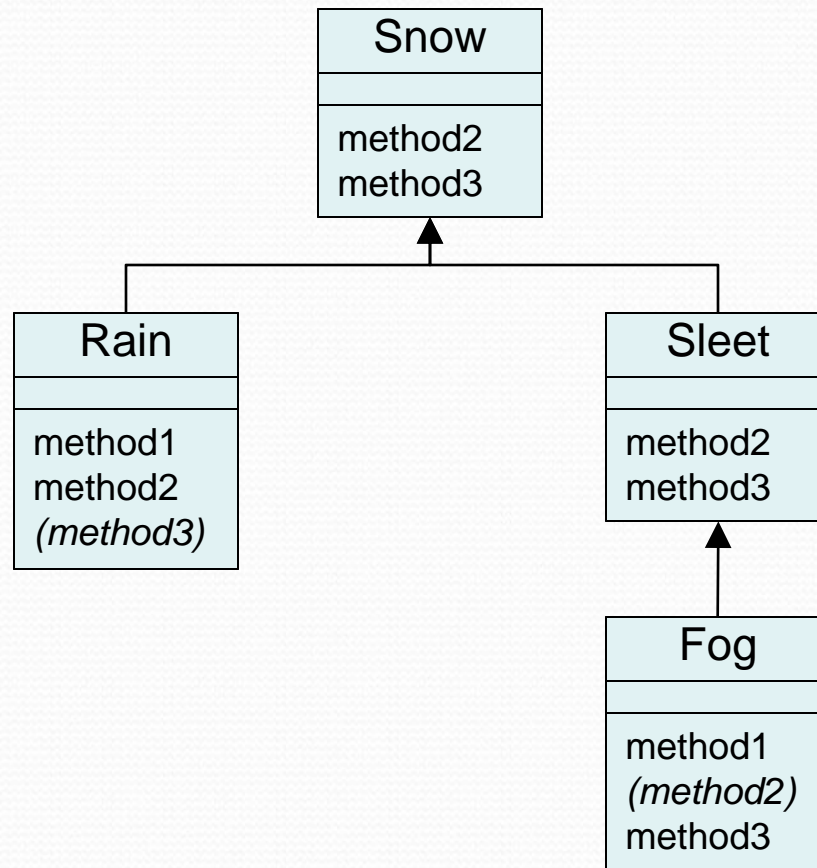 Snow
method2
method3
Rain
method1
method2
(method3)
Sleet
method2
method3
Fog
method1
(method2)
method3